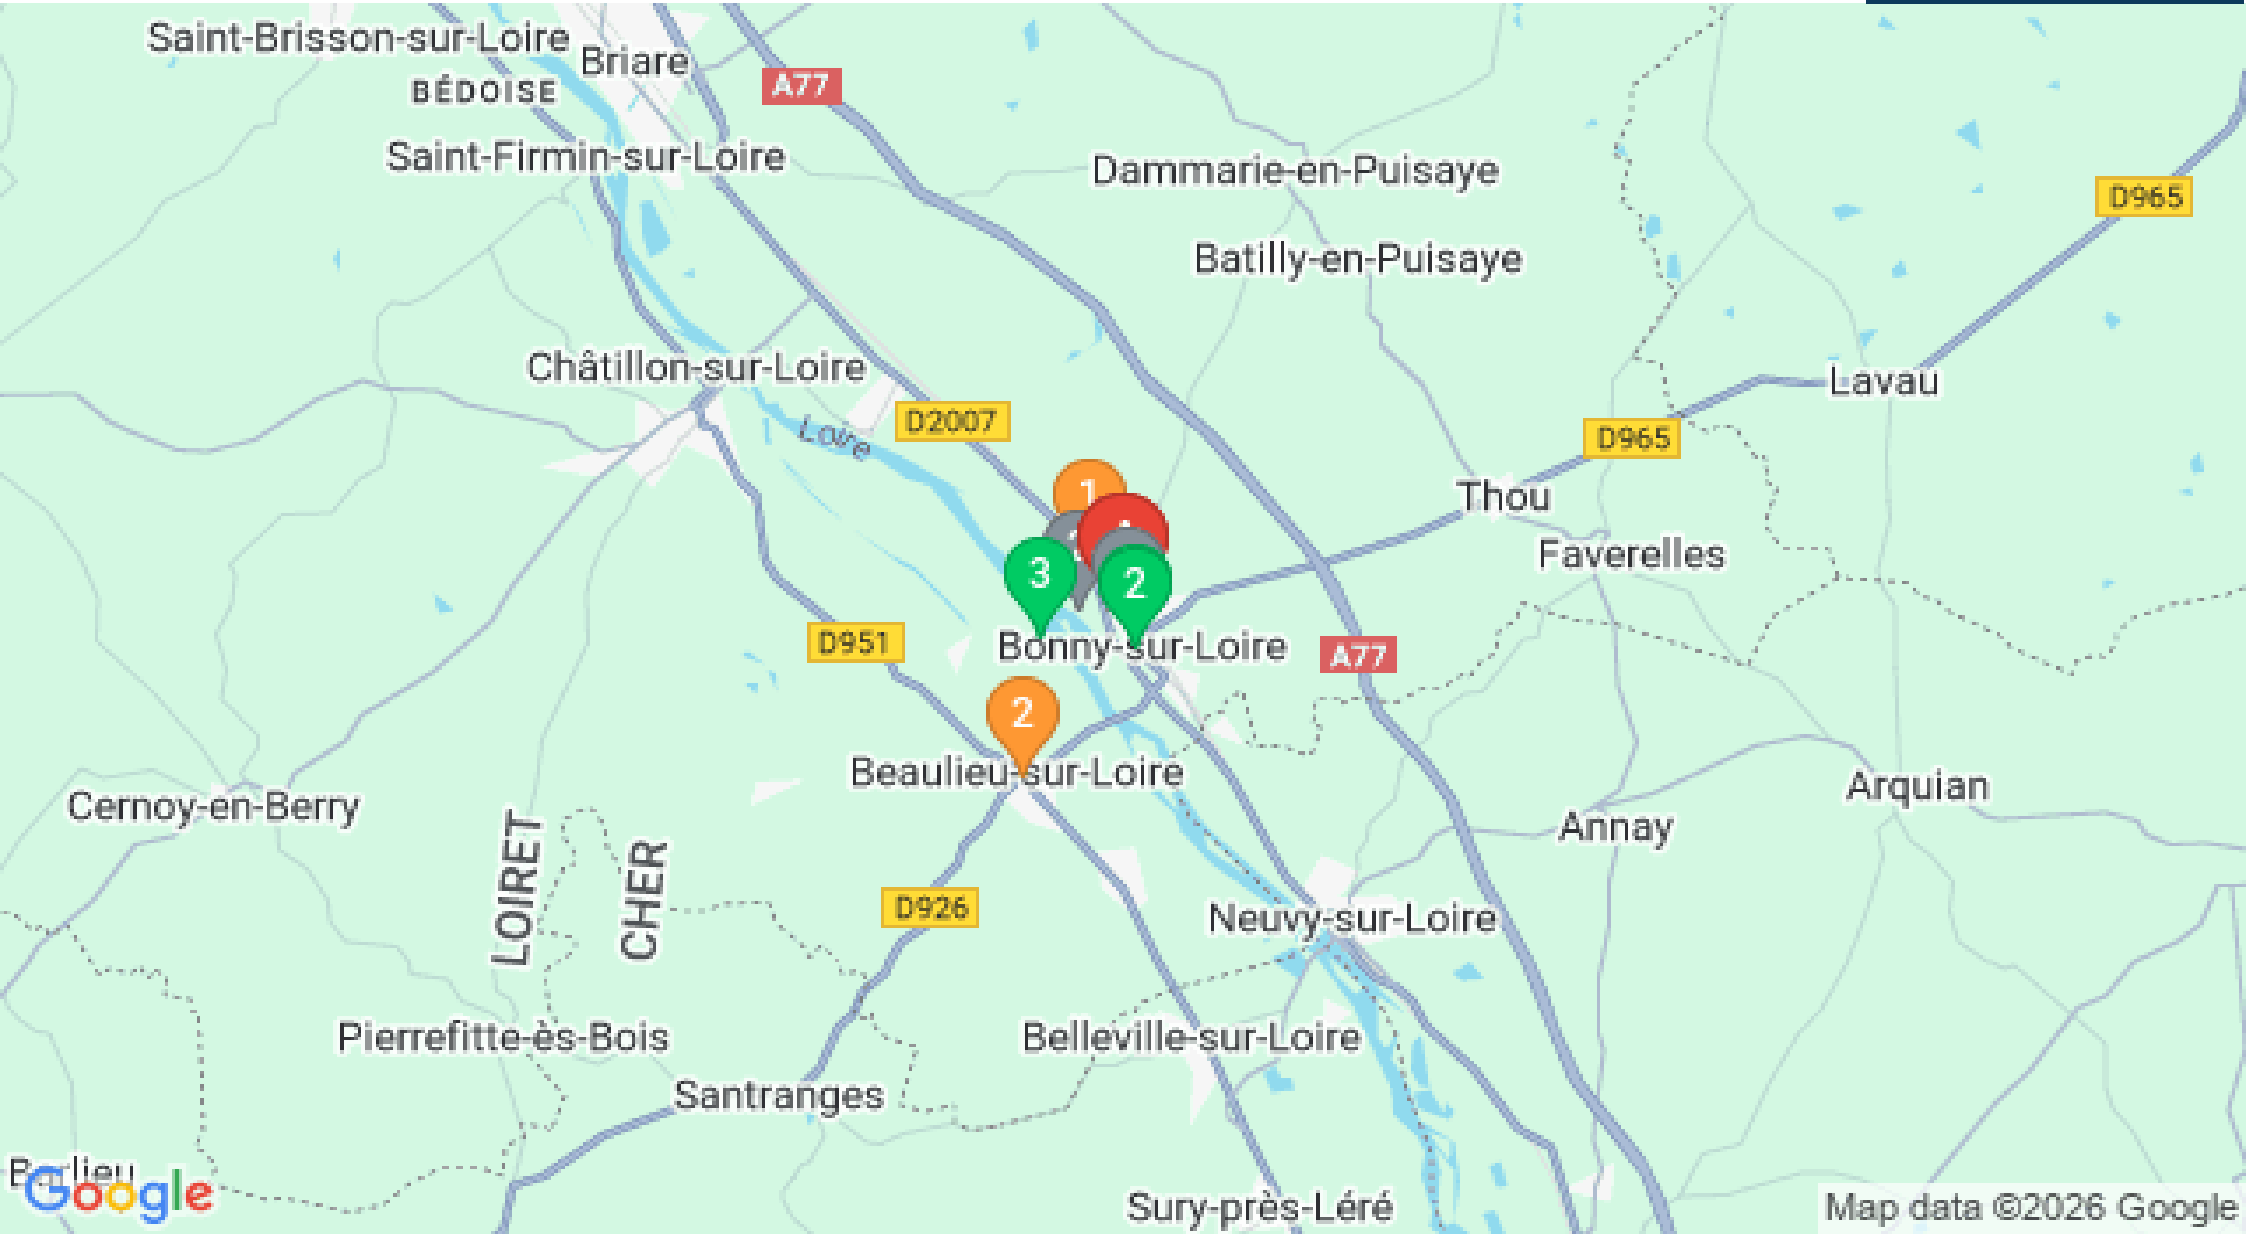 Saint-Brisson-sur-Loire
Briare
BÉDOISE
A77
Saint-Firmin-sur-Loire
Dammarie-en-Puisaye
D965
Batilly-en-Puisaye
Châtillon-sur-Loire
Lavau
D2007
Loire
D965
1
Thou
Faverelles
3
2
D951
Bonny-sur-Loire
A77
2
Beaulieu-sur-Loire
Cernoy-en-Berry
Arquian
Annay
LOIRET
CHER
D926
Neuvy-sur-Loire
Pierrefitte-ès-Bois
Belleville-sur-Loire
Santranges
Google
Sury-près-Léré
Map data ©2026 Google